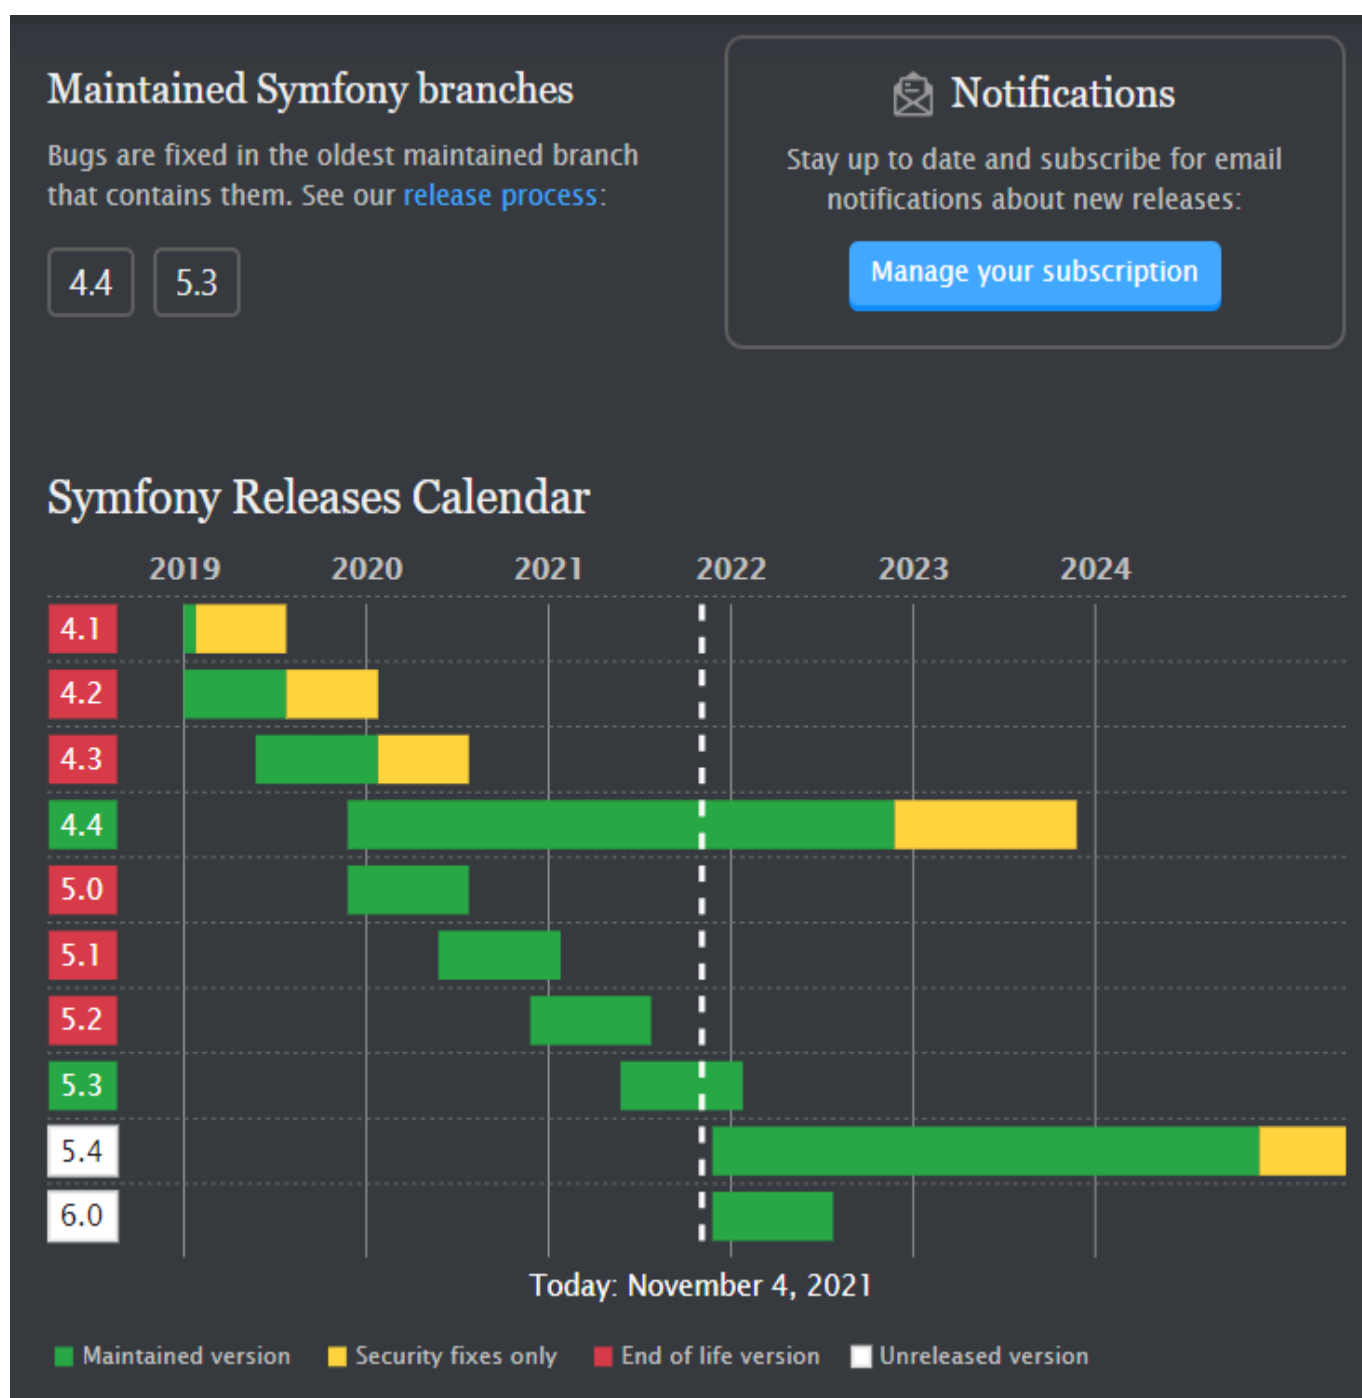 Maintained Symfony branches
Bugs are fixed in the oldest maintained branch
that contains them. See our release process:
4.4 5.3
Notifications
Stay up to date and subscribe for email
notifications about new releases:
Manage your subscription
Symfony Releases Calendar
2019 2020 2021 2022 2023 2024
4.1
4.2
4.3
4.4
5.0
5.1
5.2
5.3
5.4
6.0
Today: November 4, 2021
Maintained version Security fixes only End of life version Unreleased version